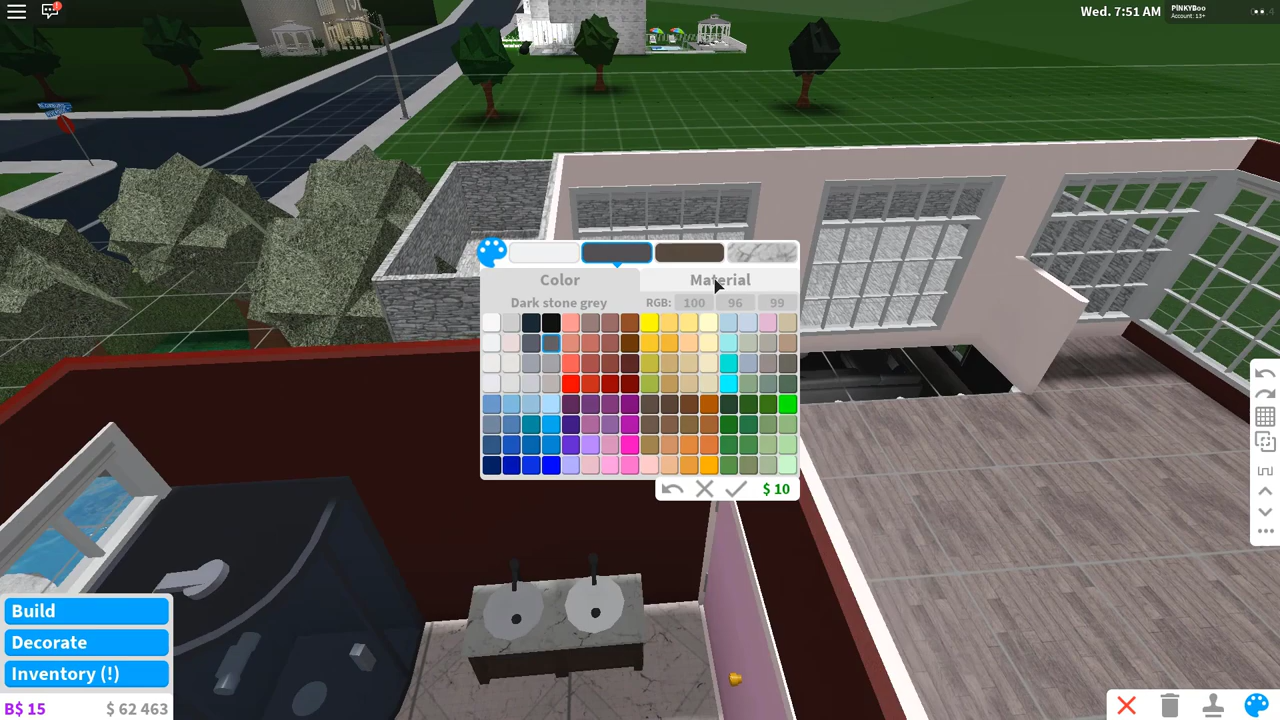 Wed. 7:51 AM
PINKYBoo
Account: 13+
Color
Material
Dark stone grey
RGB: 100 96 99
$ 10
Build
Decorate
Inventory (!)
B$ 15
$ 62 463